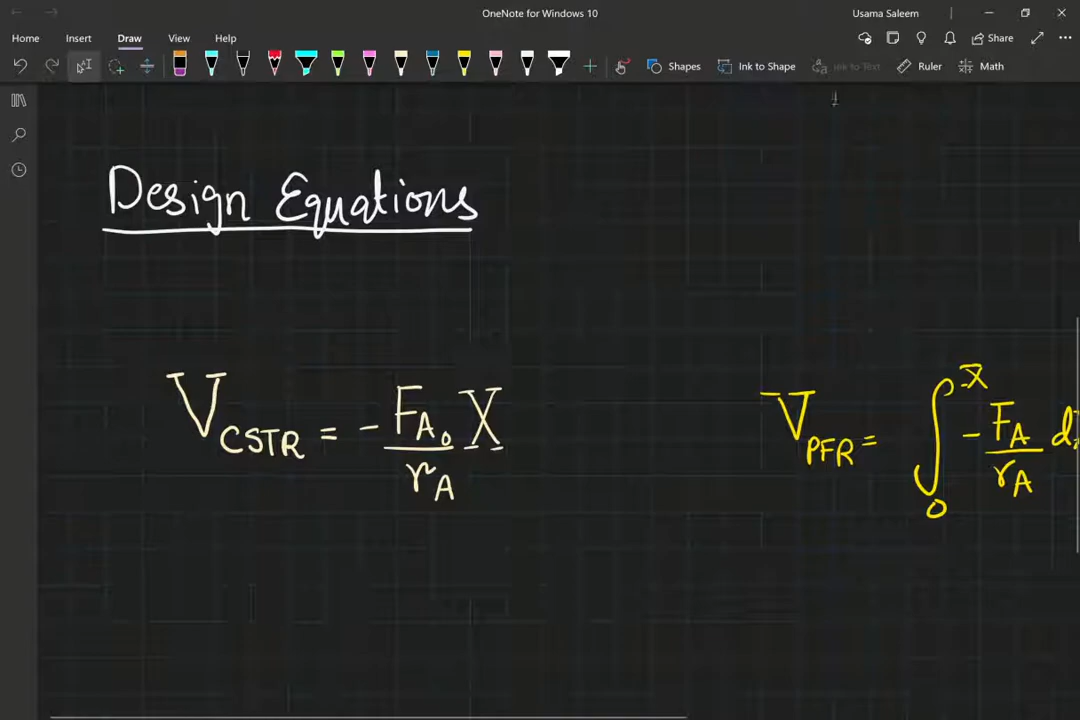 OneNote for Windows 10
Usama Saleem
Home Insert Draw View Help
Share
Shapes Ink to Shape Ink to Text Ruler Math
Design Equations
V_CSTR = - F_A0 X / r_A
V_PFR = ∫_0^X - F_A / r_A d